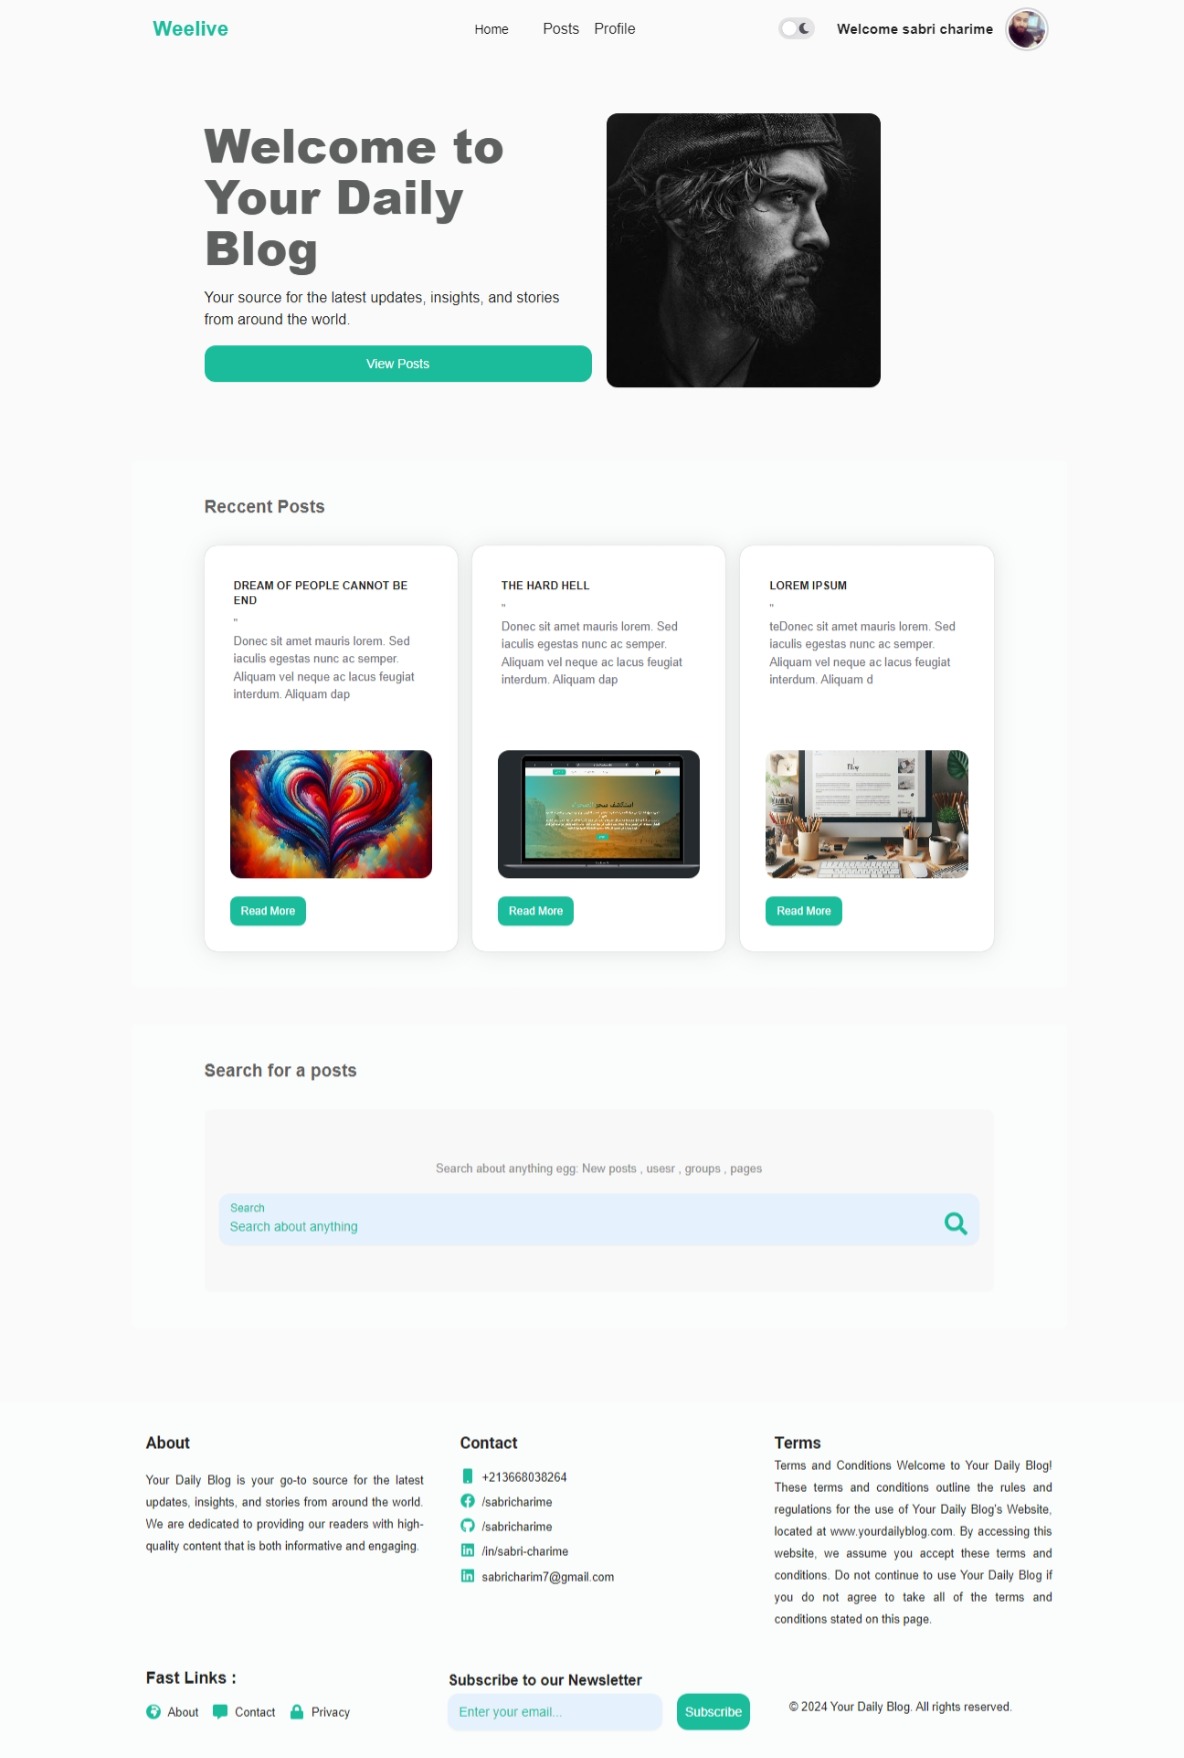 Weelive
Home
Posts
Profile
Welcome sabri charime
Welcome to
Your Daily
Blog
Your source for the latest updates, insights, and stories
from around the world.
View Posts
Reccent Posts
DREAM OF PEOPLE CANNOT BE
END
"
Donec sit amet mauris lorem. Sed
iaculis egestas nunc ac semper.
Aliquam vel neque ac lacus feugiat
interdum. Aliquam dap
Read More
THE HARD HELL
"
Donec sit amet mauris lorem. Sed
iaculis egestas nunc ac semper.
Aliquam vel neque ac lacus feugiat
interdum. Aliquam dap
Read More
LOREM IPSUM
"
teDonec sit amet mauris lorem. Sed
iaculis egestas nunc ac semper.
Aliquam vel neque ac lacus feugiat
interdum. Aliquam d
Read More
Search for a posts
Search about anything egg: New posts , usesr , groups , pages
Search
Search about anything
About
Your Daily Blog is your go-to source for the latest
updates, insights, and stories from around the world.
We are dedicated to providing our readers with high-
quality content that is both informative and engaging.
Contact
+213668038264
/sabricharime
/sabricharime
/in/sabri-charime
sabricharim7@gmail.com
Terms
Terms and Conditions Welcome to Your Daily Blog!
These terms and conditions outline the rules and
regulations for the use of Your Daily Blog's Website,
located at www.yourdailyblog.com. By accessing this
website, we assume you accept these terms and
conditions. Do not continue to use Your Daily Blog if
you do not agree to take all of the terms and
conditions stated on this page.
Fast Links :
About
Contact
Privacy
Subscribe to our Newsletter
Enter your email...
Subscribe
© 2024 Your Daily Blog. All rights reserved.